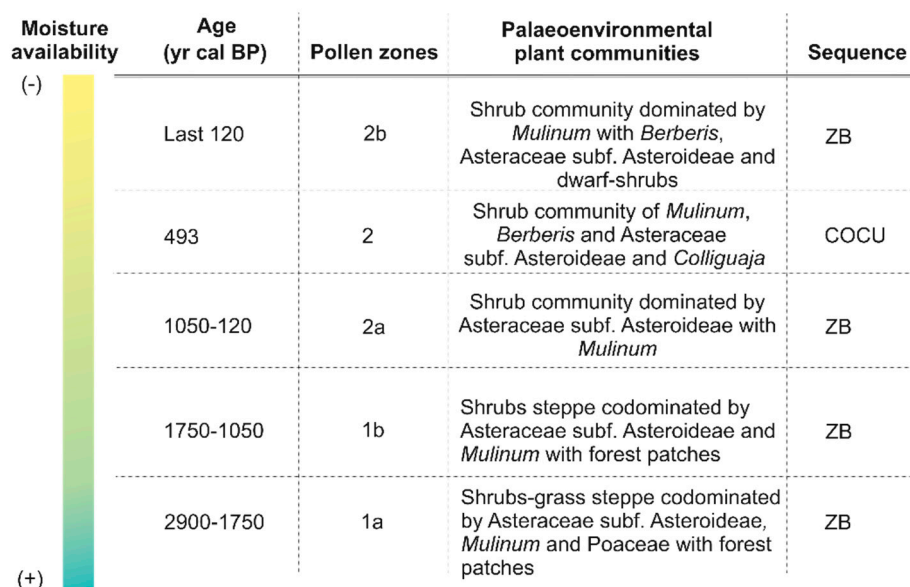 Moisture availability
Age (yr cal BP)
Pollen zones
Palaeoenvironmental plant communities
Sequence
(-)
Last 120
2b
Shrub community dominated by
Mulinum with Berberis,
Asteraceae subf. Asteroideae and
dwarf-shrubs
ZB
493
2
Shrub community of Mulinum,
Berberis and Asteraceae
subf. Asteroideae and Colliguaja
COCU
1050-120
2a
Shrub community dominated by
Asteraceae subf. Asteroideae with
Mulinum
ZB
1750-1050
1b
Shrubs steppe codominated by
Asteraceae subf. Asteroideae and
Mulinum with forest patches
ZB
2900-1750
1a
Shrubs-grass steppe codominated
by Asteraceae subf. Asteroideae,
Mulinum and Poaceae with forest
patches
ZB
(+)